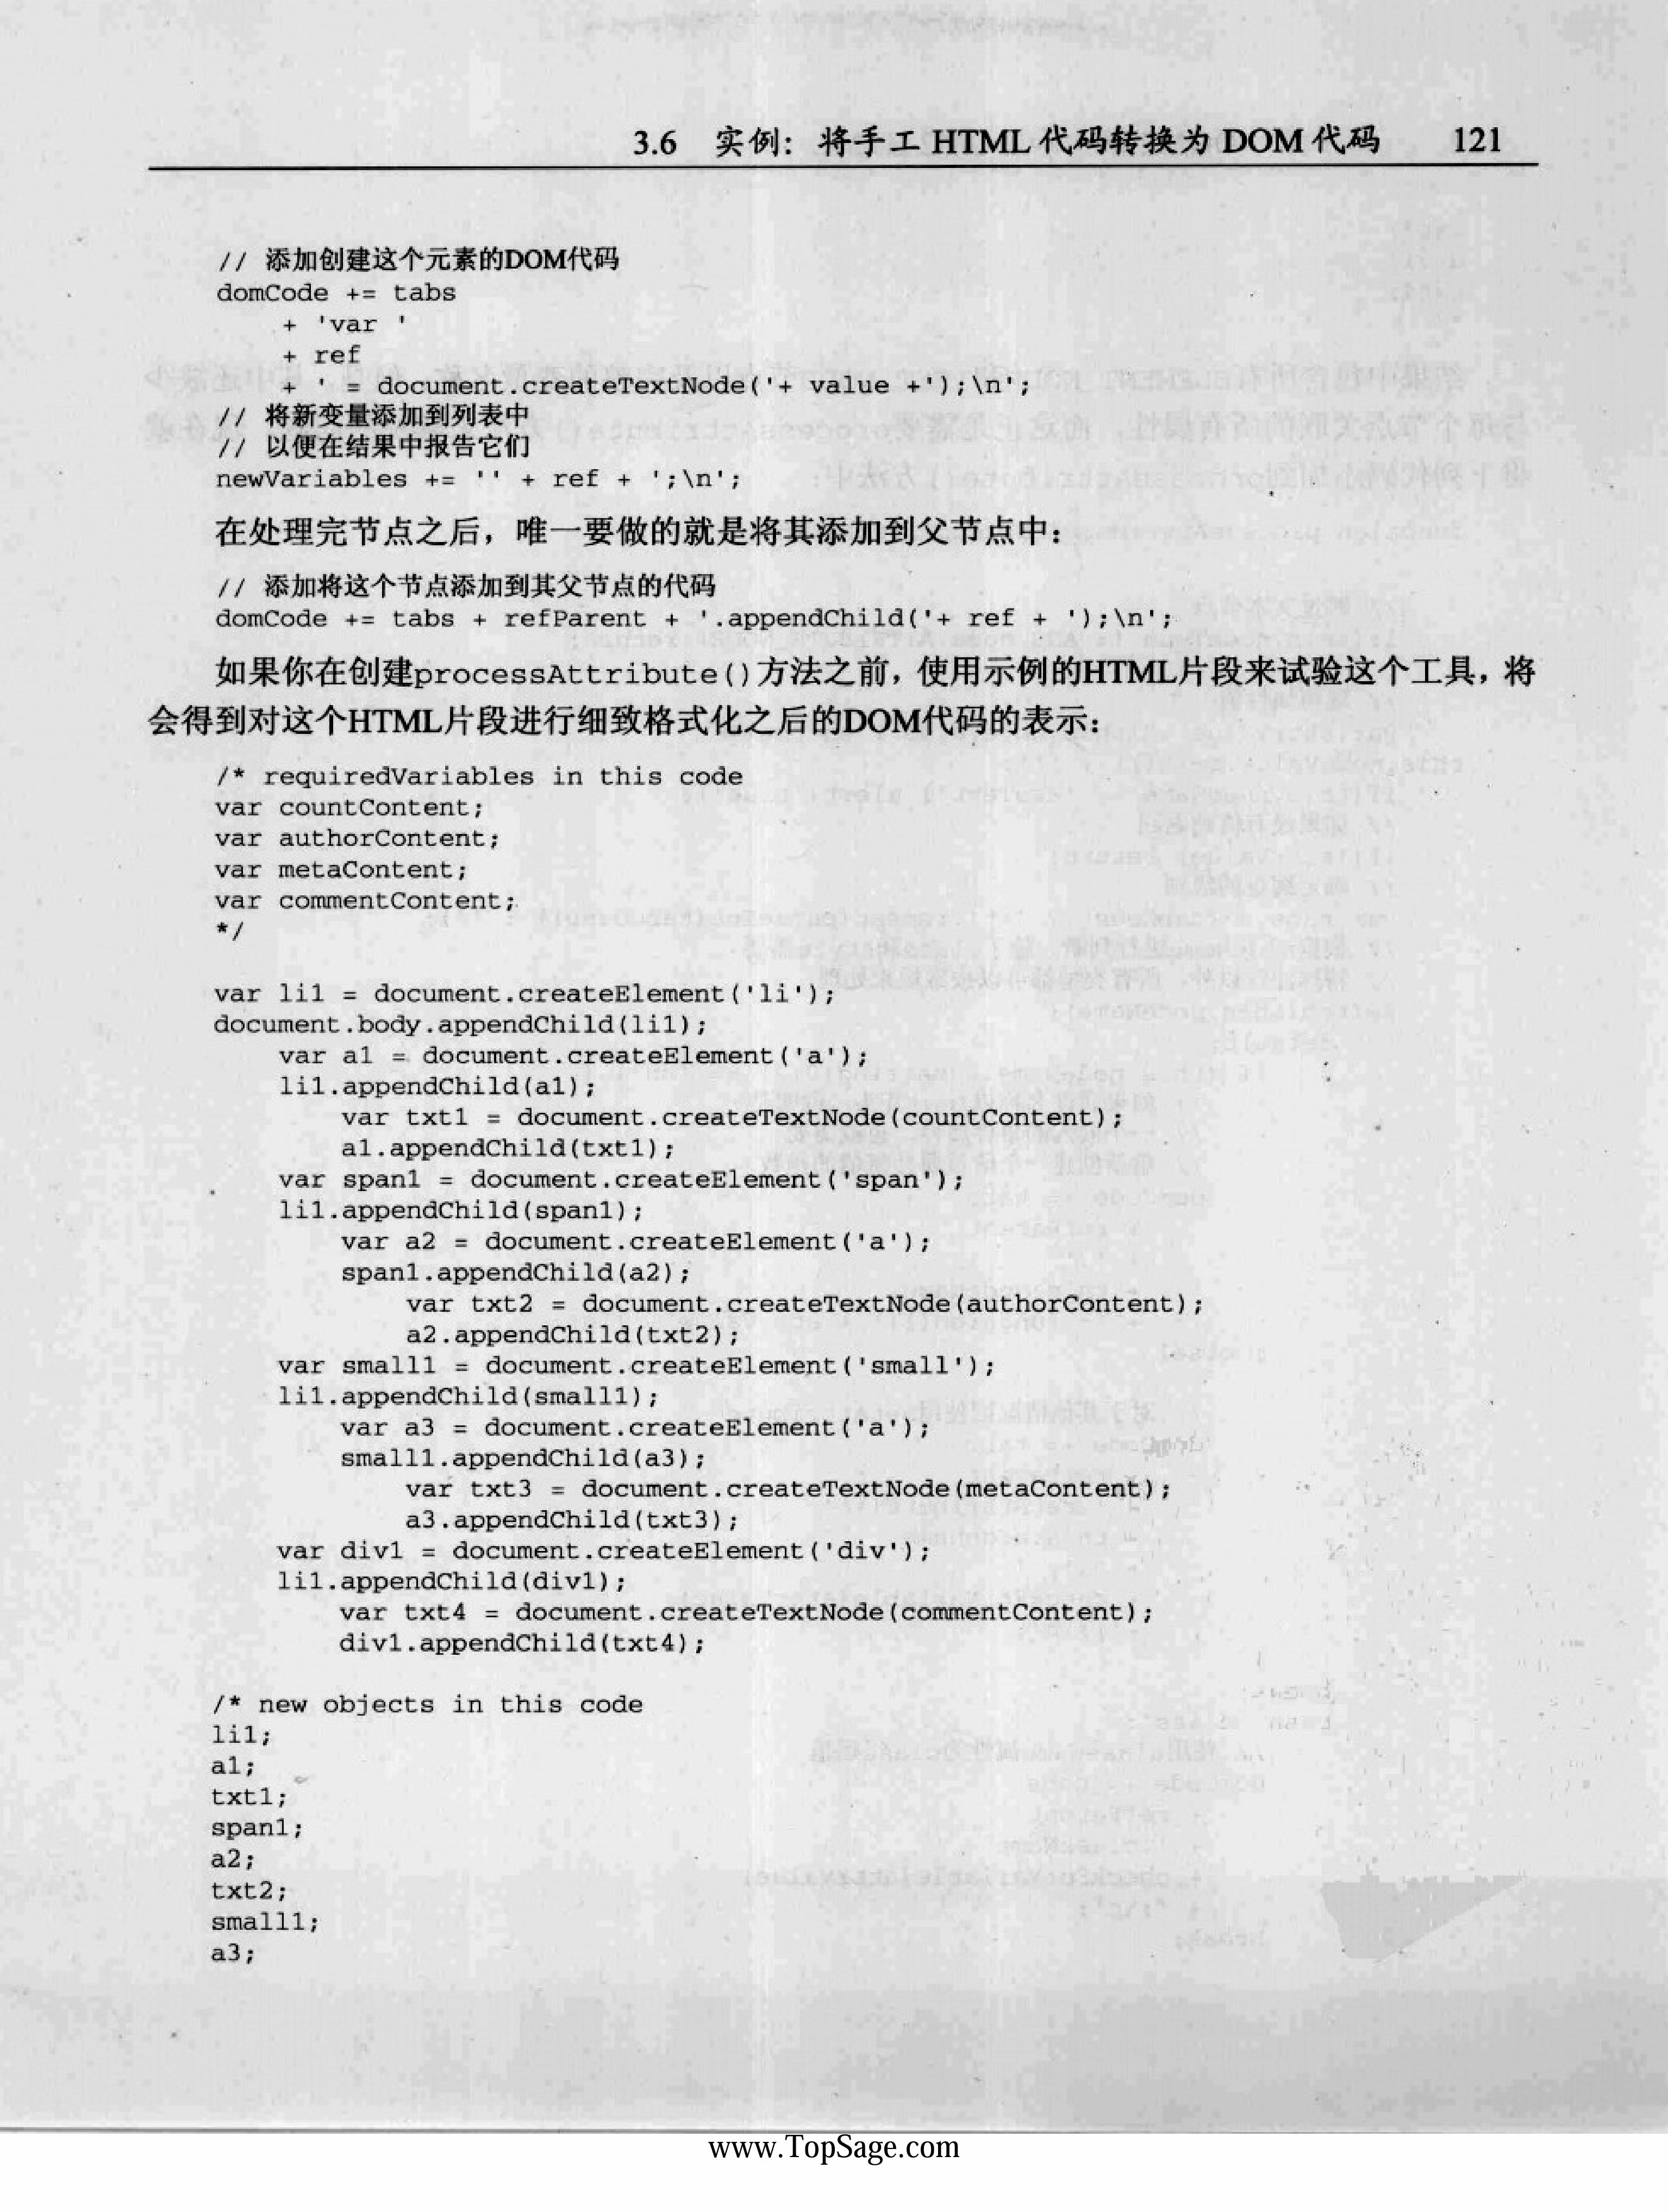 3.6 实例：将手工 HTML 代码转换为 DOM 代码 121
// 添加创建这个元素的DOM代码
domCode += tabs
+ 'var '
+ ref
+ ' = document.createTextNode('+ value +');\n';
// 将新变量添加到列表中
// 以便在结果中报告它们
newVariables += '' + ref + ';\n';
在处理完节点之后，唯一要做的就是将其添加到父节点中：
// 添加将这个节点添加到其父节点的代码
domCode += tabs + refParent + '.appendChild('+ ref + ');\n';
如果你在创建processAttribute()方法之前，使用示例的HTML片段来试验这个工具，将
会得到对这个HTML片段进行细致格式化之后的DOM代码的表示：
/* requiredVariables in this code
var countContent;
var authorContent;
var metaContent;
var commentContent;
*/
var li1 = document.createElement('li');
document.body.appendChild(li1);
var a1 = document.createElement('a');
li1.appendChild(a1);
var txt1 = document.createTextNode(countContent);
a1.appendChild(txt1);
var span1 = document.createElement('span');
li1.appendChild(span1);
var a2 = document.createElement('a');
span1.appendChild(a2);
var txt2 = document.createTextNode(authorContent);
a2.appendChild(txt2);
var small1 = document.createElement('small');
li1.appendChild(small1);
var a3 = document.createElement('a');
small1.appendChild(a3);
var txt3 = document.createTextNode(metaContent);
a3.appendChild(txt3);
var div1 = document.createElement('div');
li1.appendChild(div1);
var txt4 = document.createTextNode(commentContent);
div1.appendChild(txt4);
/* new objects in this code
li1;
a1;
txt1;
span1;
a2;
txt2;
small1;
a3;
www.TopSage.com